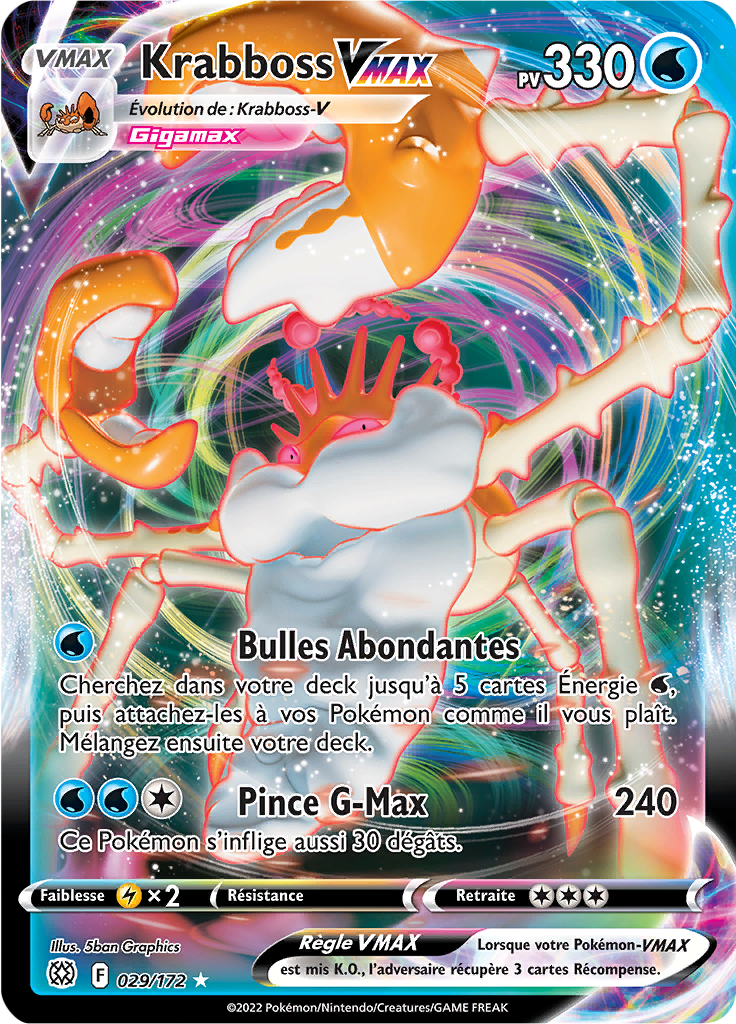 VMAX
Krabboss VMAX
PV 330
Évolution de : Krabboss-V
Gigamax
Bulles Abondantes
Cherchez dans votre deck jusqu'à 5 cartes Énergie ,
puis attachez-les à vos Pokémon comme il vous plaît.
Mélangez ensuite votre deck.
Pince G-Max 240
Ce Pokémon s'inflige aussi 30 dégâts.
Faiblesse ×2 Résistance Retraite
Illus. 5ban Graphics
Règle VMAX Lorsque votre Pokémon-VMAX
est mis K.O., l'adversaire récupère 3 cartes Récompense.
F 029/172 ★
©2022 Pokémon/Nintendo/Creatures/GAME FREAK